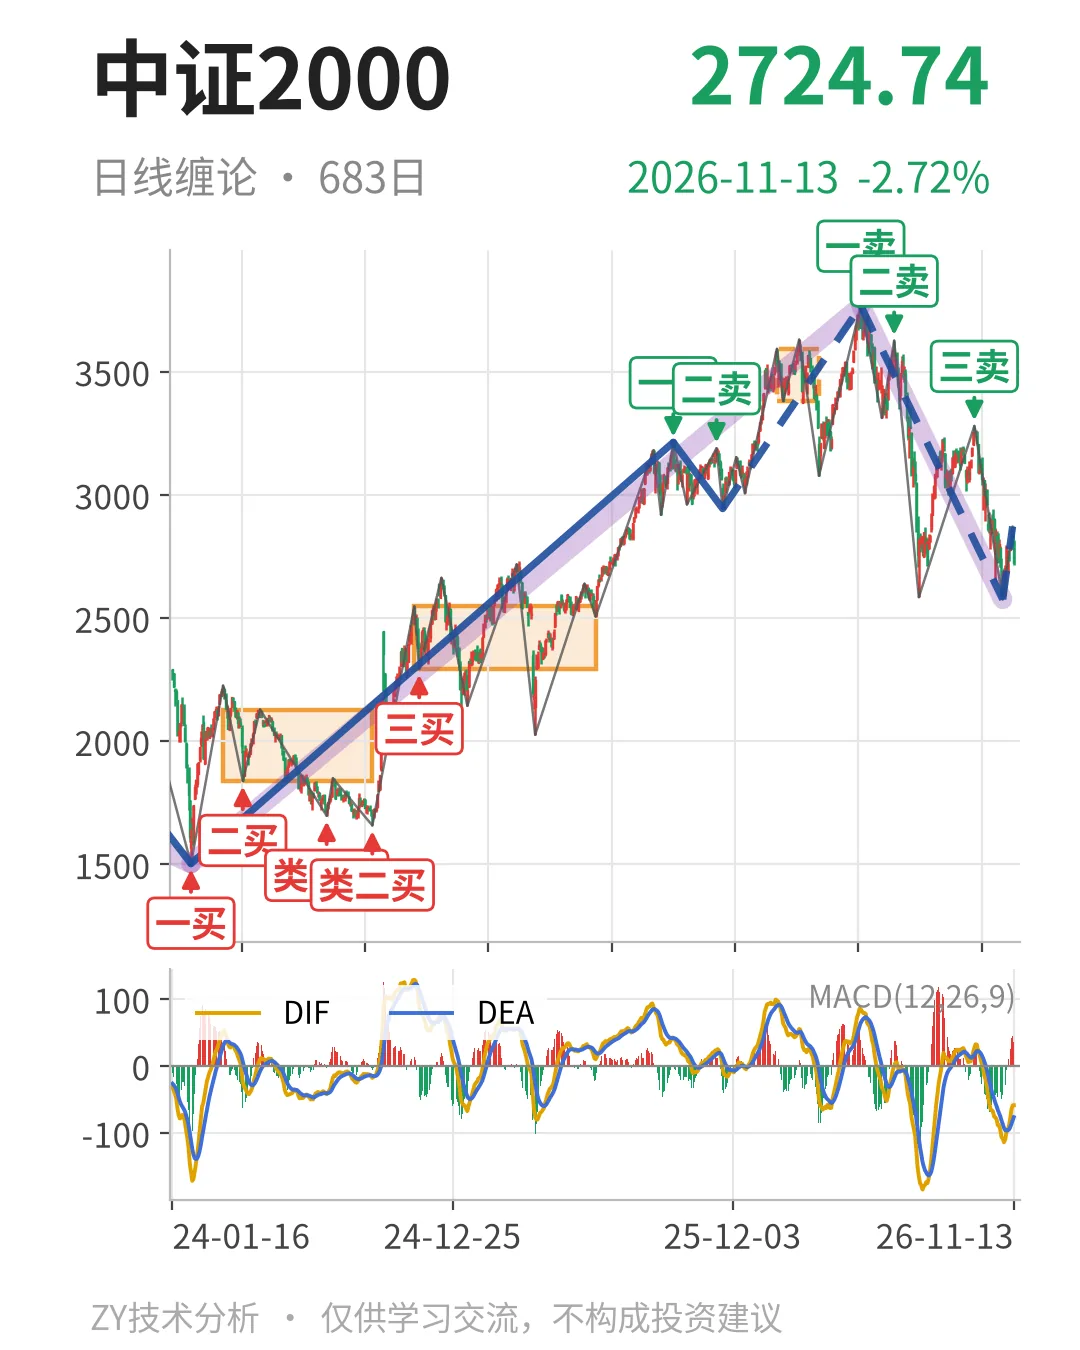 中证2000
2724.74
日线缠论 · 683日
2026-11-13 -2.72%
一卖
二卖
三卖
一
二卖
3500
3000
2500
2000
1500
三买
二买
类
类二买
一买
MACD(12,26,9)
DIF
DEA
100
0
-100
24-01-16
24-12-25
25-12-03
26-11-13
ZY技术分析 · 仅供学习交流，不构成投资建议